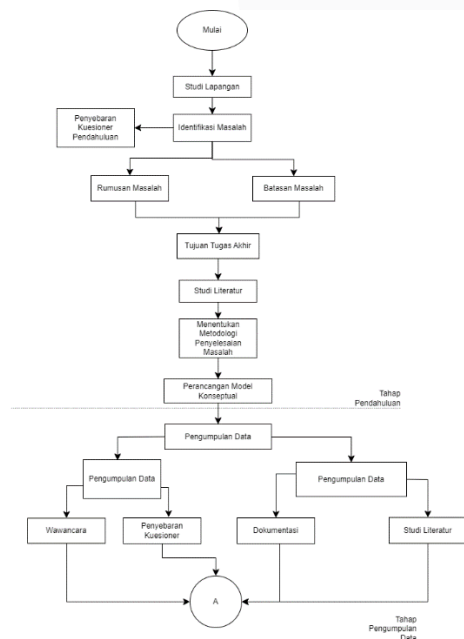 Mulai
Studi Lapangan
Penyebaran
Kuesioner
Pendahuluan
Identifikasi Masalah
Rumusan Masalah
Batasan Masalah
Tujuan Tugas Akhir
Studi Literatur
Menentukan
Metodologi
Penyelesaian
Masalah
Perancangan Model
Konseptual
Tahap
Pendahuluan
Pengumpulan Data
Pengumpulan Data
Pengumpulan Data
Wawancara
Penyebaran
Kuesioner
Dokumentasi
Studi Literatur
A
Tahap
Pengumpulan
Data